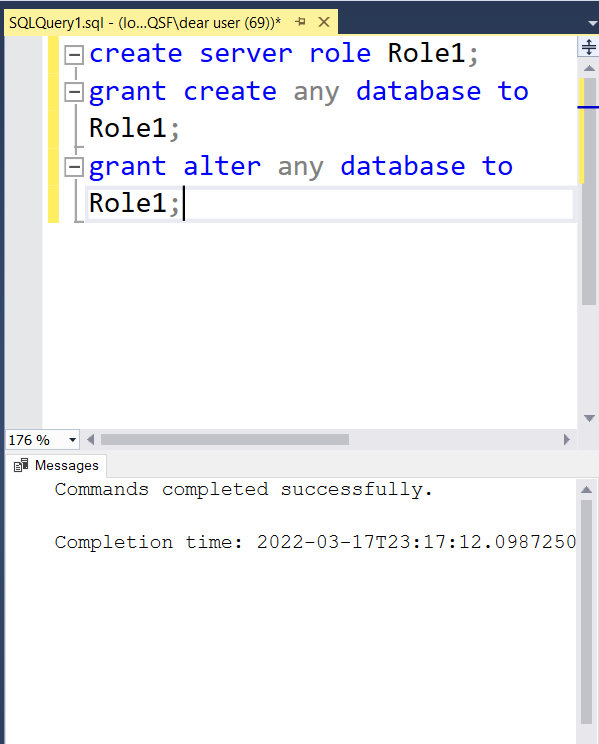 SQLQuery1.sql - (lo...QSF\dear user (69))*
create server role Role1;
grant create any database to
Role1;
grant alter any database to
Role1;
176 %
Messages
Commands completed successfully.
Completion time: 2022-03-17T23:17:12.0987250